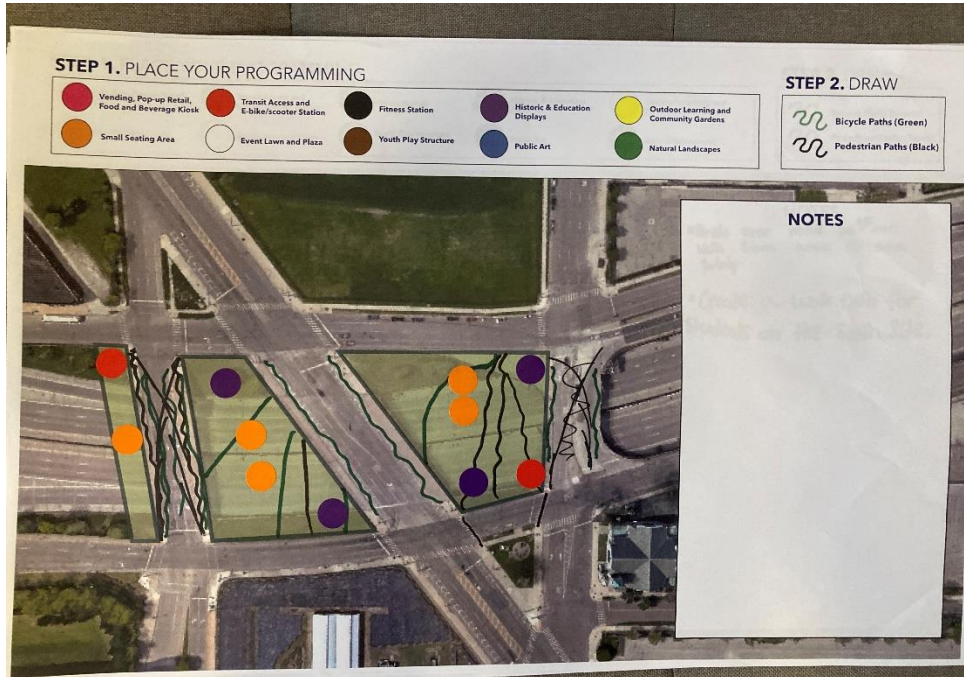 STEP 1. PLACE YOUR PROGRAMMING
Vending, Pop-up Retail,
Food and Beverage Kiosk
Transit Access and
E-bike/scooter Station
Fitness Station
Historic & Education
Displays
Outdoor Learning and
Community Gardens
Small Seating Area
Event Lawn and Plaza
Youth Play Structure
Public Art
Natural Landscapes
STEP 2. DRAW
Bicycle Paths (Green)
Pedestrian Paths (Black)
NOTES